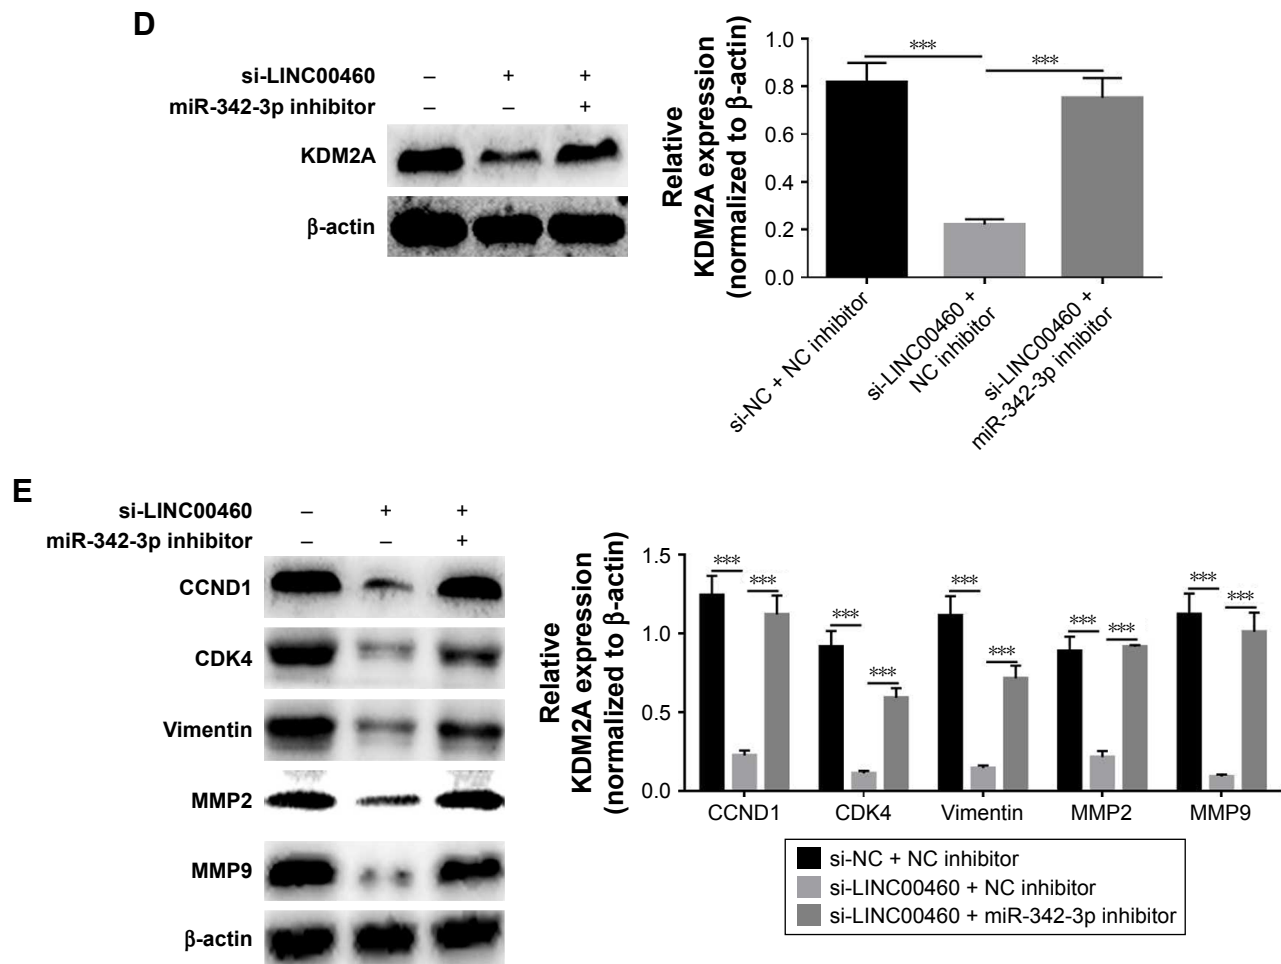 D
si-LINC00460 – + +
miR-342-3p inhibitor – – +
KDM2A
β-actin
Relative
KDM2A expression
(normalized to β-actin)
1.0
0.8
0.6
0.4
0.2
0.0
*** ***
si-NC + NC inhibitor
si-LINC00460 +
NC inhibitor
si-LINC00460 +
miR-342-3p inhibitor
E
si-LINC00460 – + +
miR-342-3p inhibitor – – +
CCND1
CDK4
Vimentin
MMP2
MMP9
β-actin
Relative
KDM2A expression
(normalized to β-actin)
1.5
1.0
0.5
0.0
*** *** *** *** *** *** *** *** *** ***
CCND1 CDK4 Vimentin MMP2 MMP9
si-NC + NC inhibitor
si-LINC00460 + NC inhibitor
si-LINC00460 + miR-342-3p inhibitor